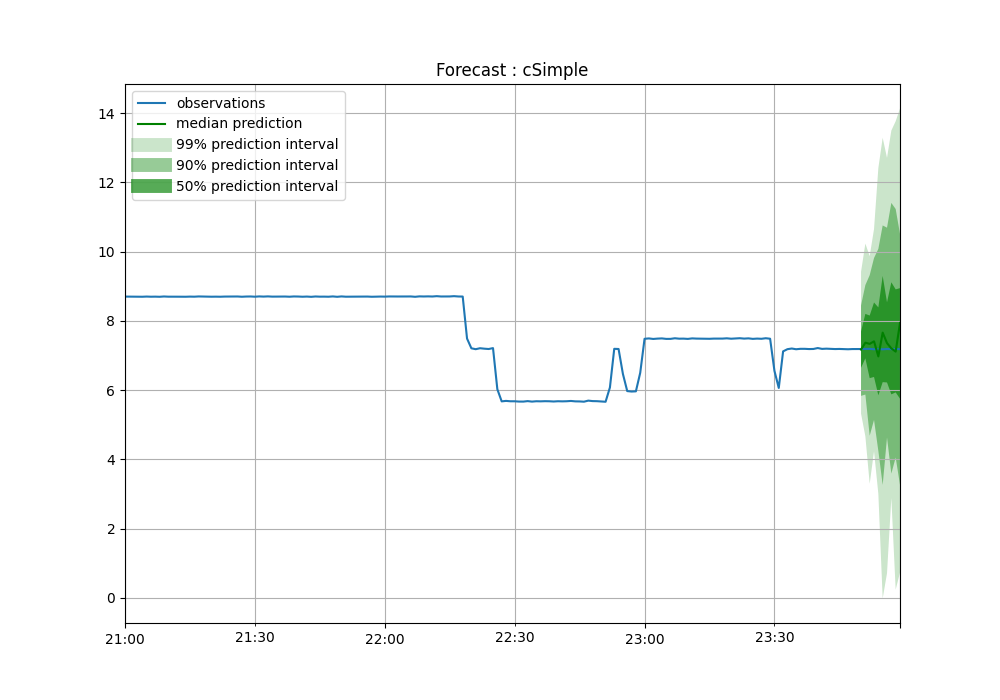 Forecast : cSimple
observations
median prediction
99% prediction interval
90% prediction interval
50% prediction interval
14
12
10
8
6
4
2
0
21:00
21:30
22:00
22:30
23:00
23:30